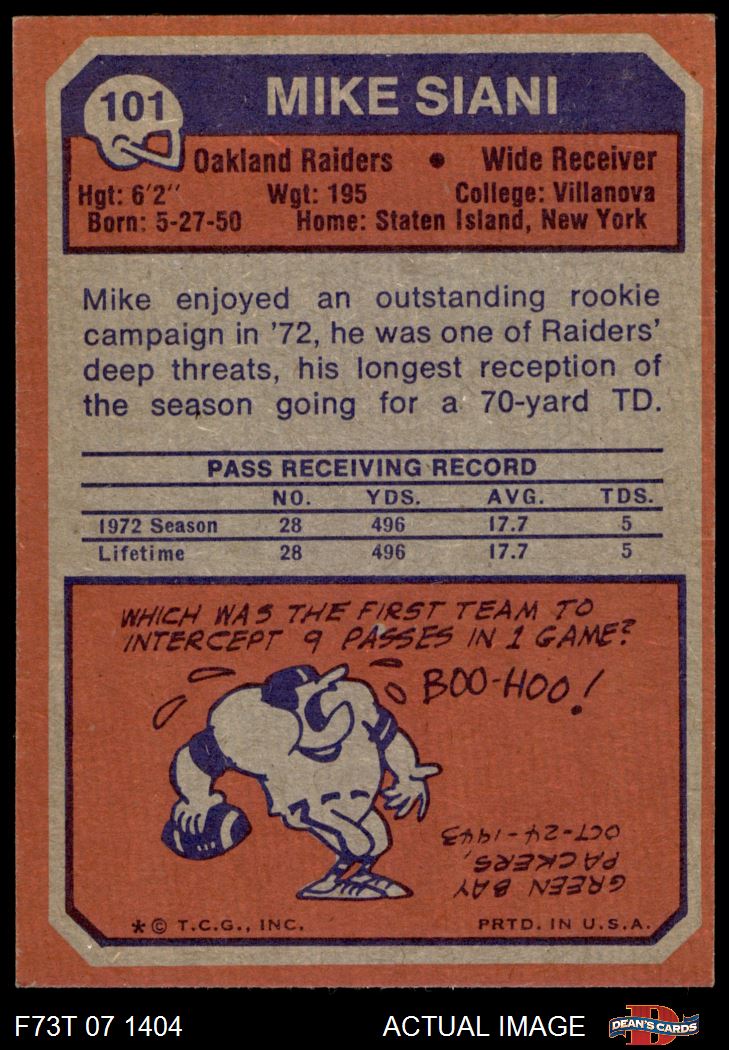 101
MIKE SIANI
Oakland Raiders • Wide Receiver
Hgt: 6'2" Wgt: 195 College: Villanova
Born: 5-27-50 Home: Staten Island, New York
Mike enjoyed an outstanding rookie
campaign in '72, he was one of Raiders'
deep threats, his longest reception of
the season going for a 70-yard TD.
PASS RECEIVING RECORD
NO. YDS. AVG. TDS.
1972 Season 28 496 17.7 5
Lifetime 28 496 17.7 5
WHICH WAS THE FIRST TEAM TO
INTERCEPT 9 PASSES IN 1 GAME?
BOO-HOO!
GREEN BAY
PACKERS,
OCT-24-1943
*© T.C.G., INC. PRTD. IN U.S.A.
F73T 07 1404 ACTUAL IMAGE D DEAN'S CARDS